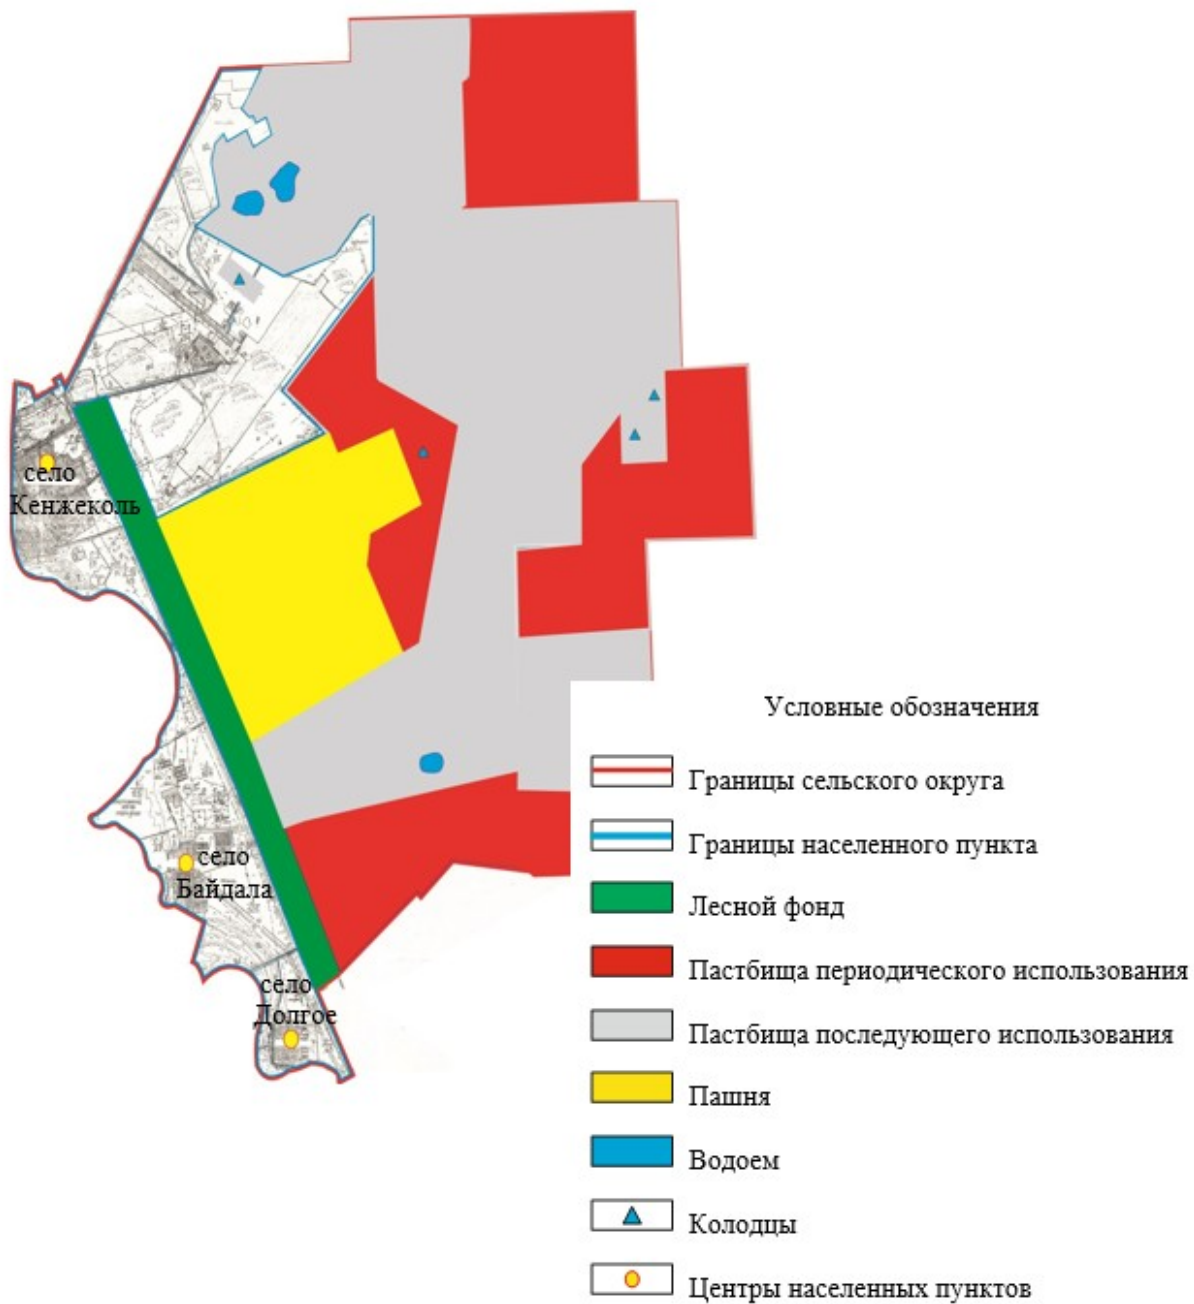 село
Кенжеколь
село
Байдала
село
Долгое
Условные обозначения
Границы сельского округа
Границы населенного пункта
Лесной фонд
Пастбища периодического использования
Пастбища последующего использования
Пашня
Водоем
Колодцы
Центры населенных пунктов